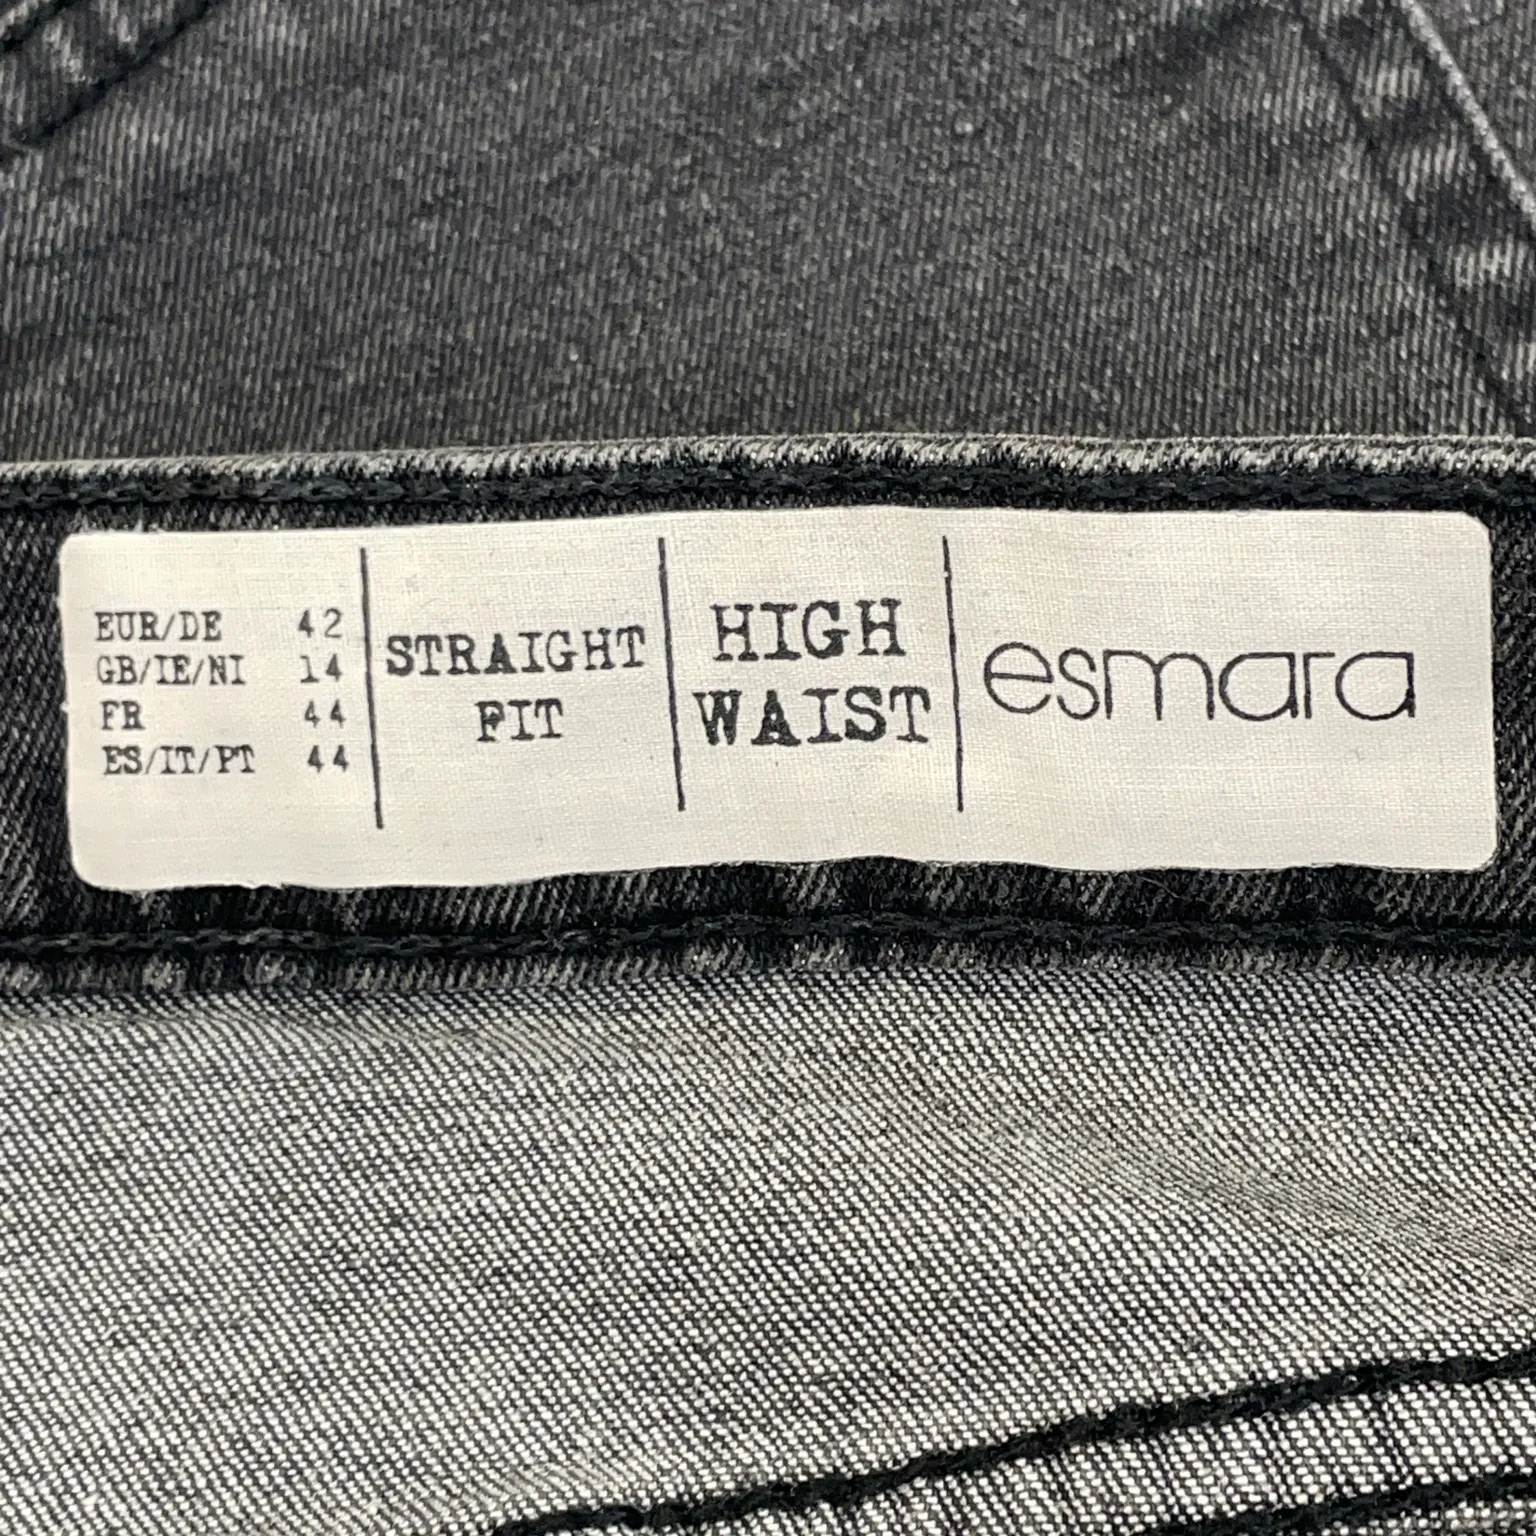 EUR/DE 42
GB/IE/NI 14
FR 44
ES/IT/PT 44
STRAIGHT
FIT
HIGH
WAIST
esmara